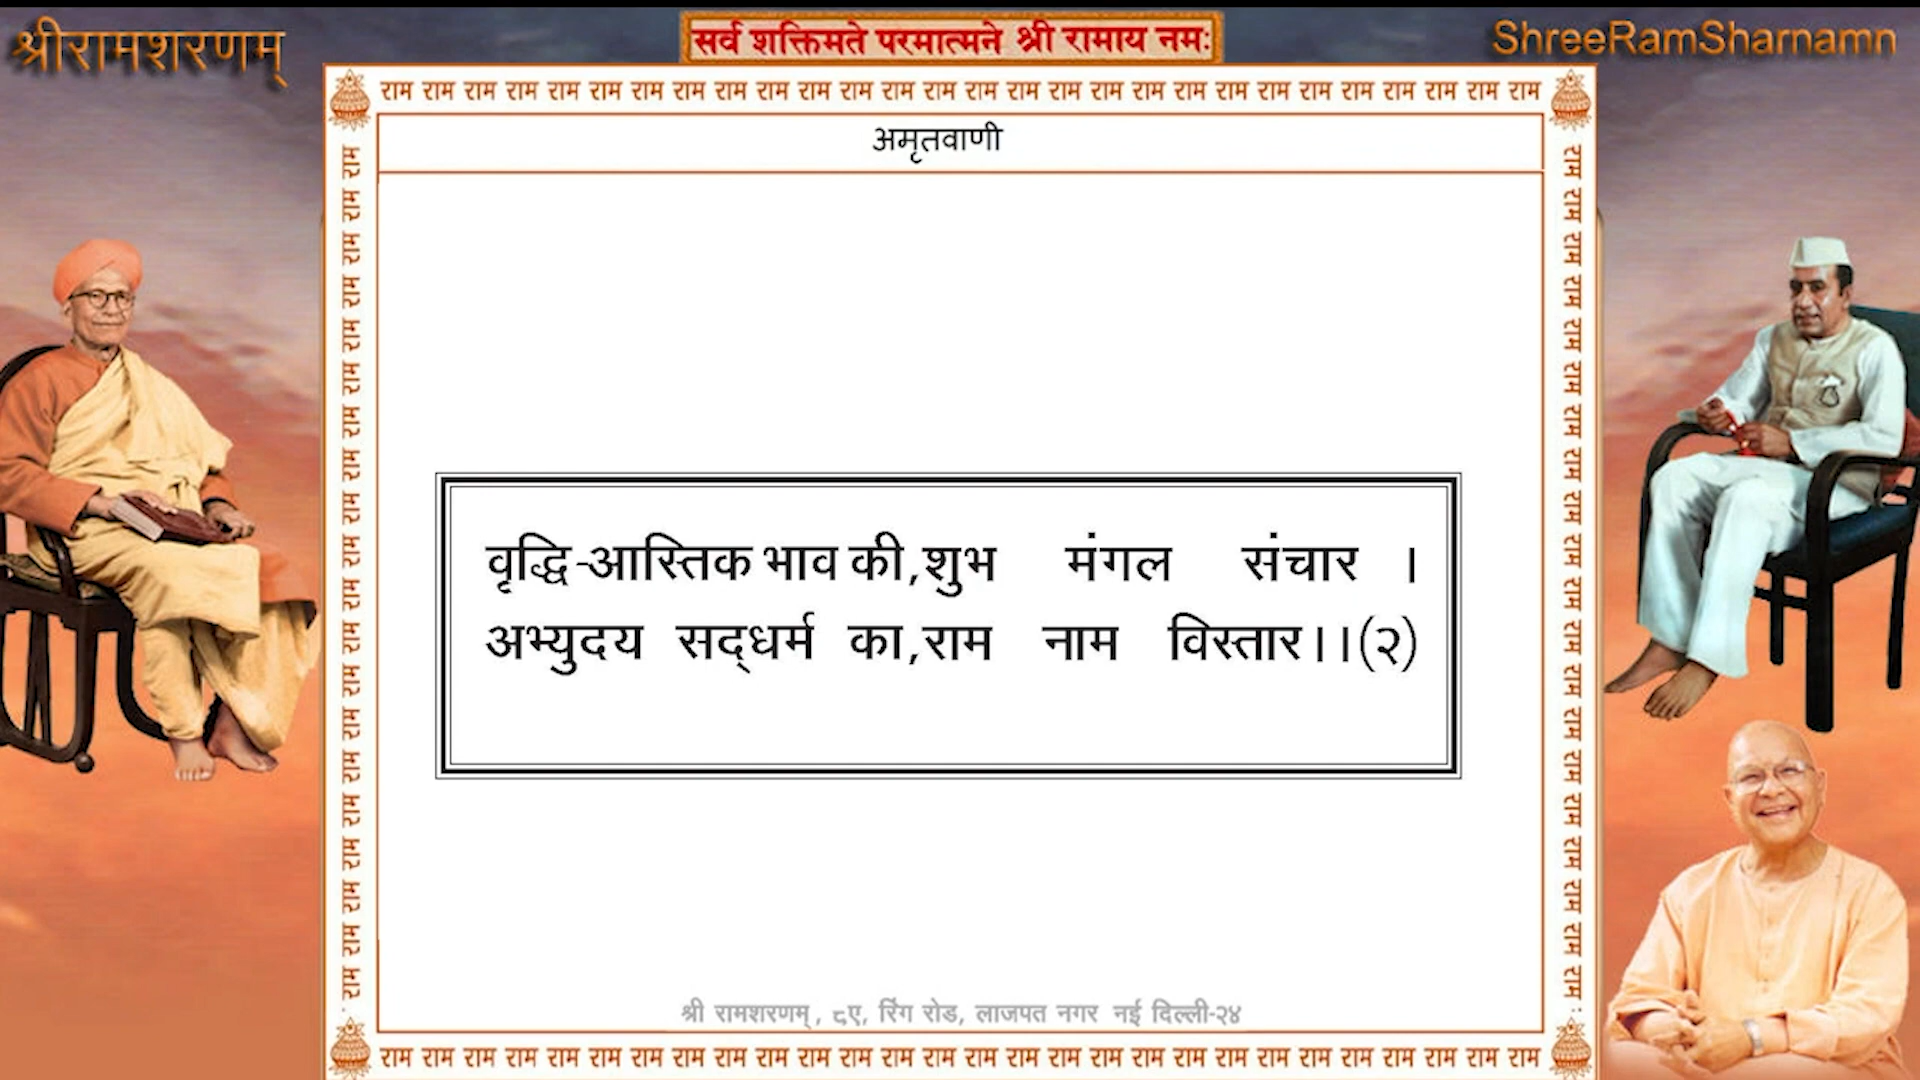 श्रीरामशरणम्
सर्व शक्तिमते परमात्मने श्री रामाय नमः
ShreeRamSharnamn
राम राम राम राम राम राम राम राम राम राम राम राम राम राम राम राम राम राम राम राम राम राम राम राम राम राम राम राम
अमृतवाणी
राम राम राम राम राम राम राम राम राम राम राम राम राम राम राम राम राम राम राम राम
राम राम राम राम राम राम राम राम राम राम राम राम राम राम राम राम राम राम राम राम
वृद्धि-आस्तिक भाव की,शुभ मंगल संचार ।
अभ्युदय सद्धर्म का,राम नाम विस्तार।।(२)
श्री रामशरणम् , ८ए, रिंग रोड, लाजपत नगर नई दिल्ली-२४
राम राम राम राम राम राम राम राम राम राम राम राम राम राम राम राम राम राम राम राम राम राम राम राम राम राम राम राम